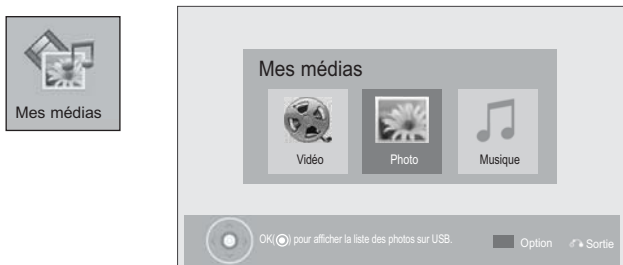 Mes médias
Mes médias
Vidéo Photo Musique
OK(◉) pour afficher la liste des photos sur USB. Option Sortie